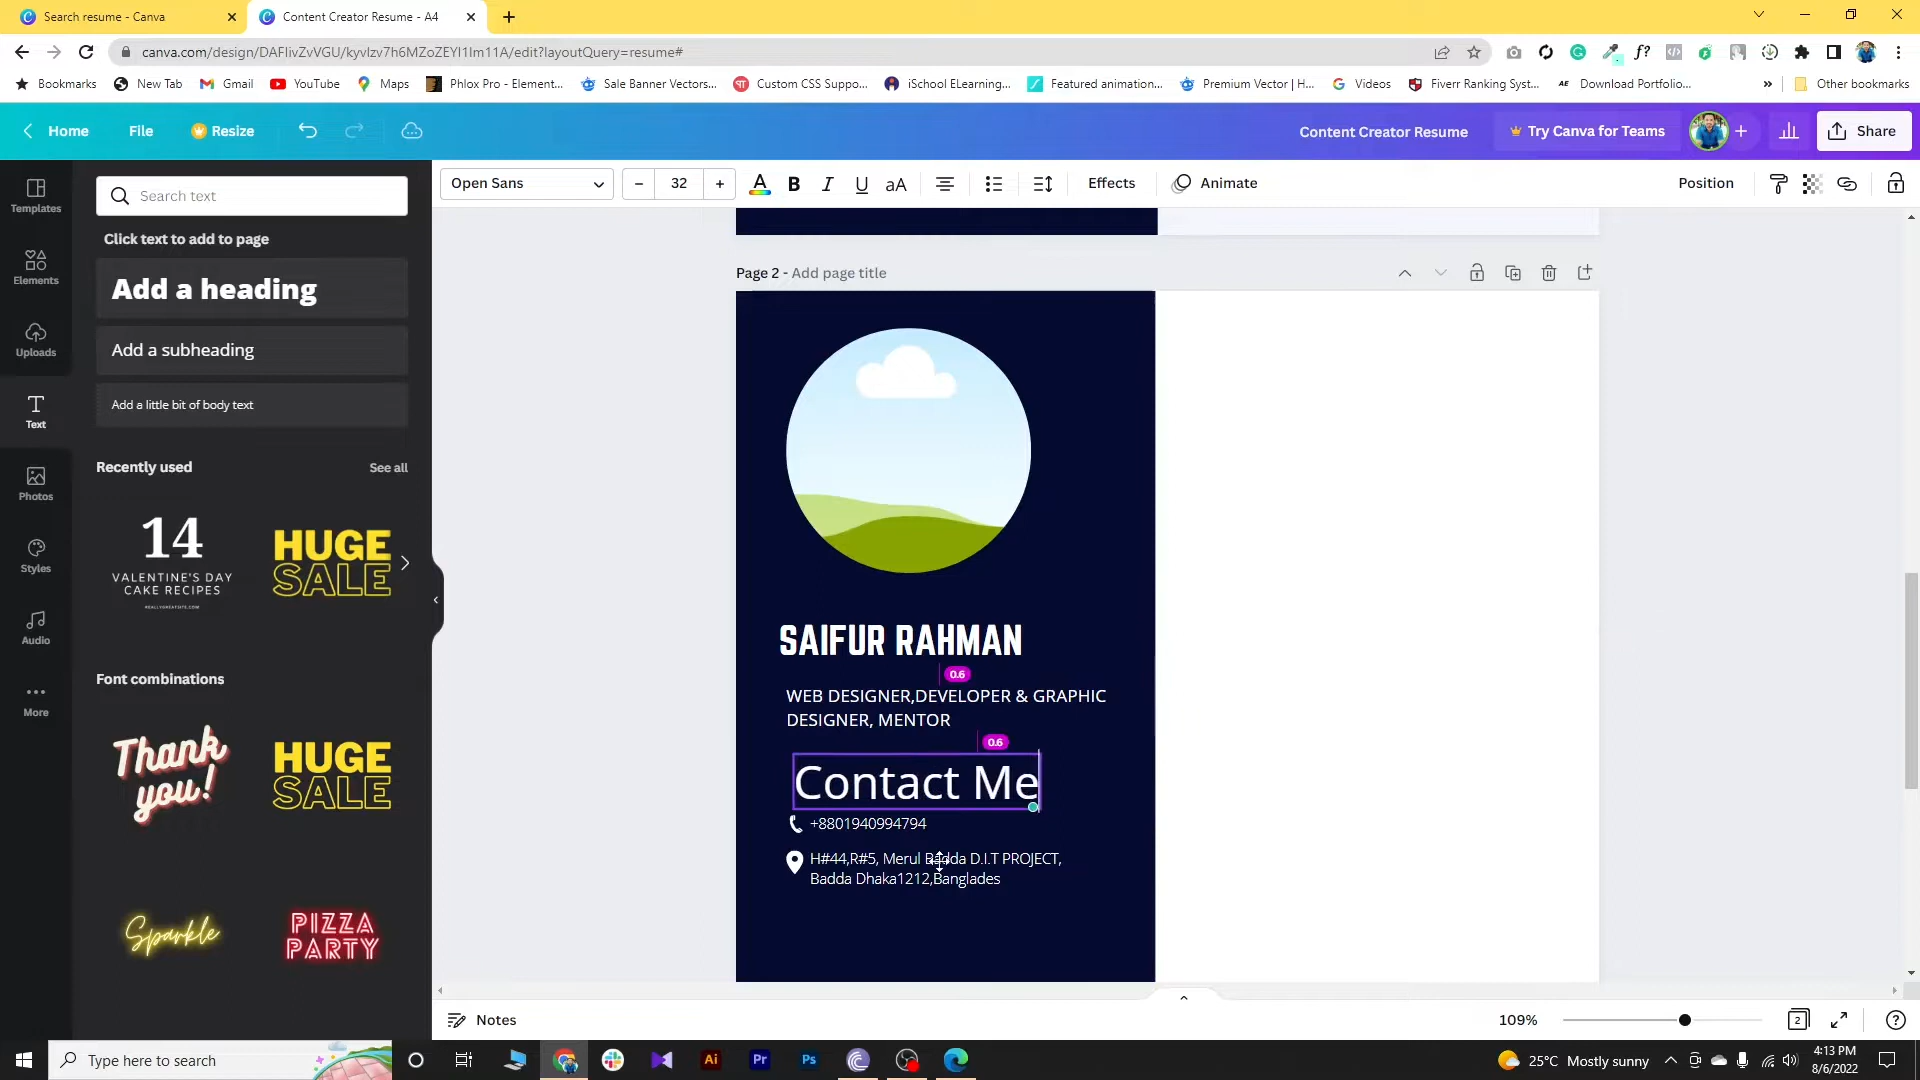 Search resume - Canva
Content Creator Resume - A4
canva.com/design/DAFIivZvVGU/kyvIzv7h6MZoZEYI1Im11A/edit?layoutQuery=resume#
Bookmarks
New Tab
Gmail
YouTube
Maps
Phlox Pro - Element...
Sale Banner Vectors...
Custom CSS Suppo...
iSchool ELearning...
Featured animation...
Premium Vector | H...
Videos
Fiverr Ranking Syst...
Download Portfolio...
Other bookmarks
Home
File
Resize
Content Creator Resume
Try Canva for Teams
Share
Templates
Elements
Uploads
Text
Photos
Styles
Audio
More
Search text
Click text to add to page
Add a heading
Add a subheading
Add a little bit of body text
Recently used
See all
14
VALENTINE'S DAY
CAKE RECIPES
HUGE
SALE
Font combinations
Thank
you!
HUGE
SALE
Sparkle
PIZZA
PARTY
Open Sans
32
B
I
U
aA
Effects
Animate
Position
Page 2 - Add page title
SAIFUR RAHMAN
0.6
WEB DESIGNER,DEVELOPER & GRAPHIC
DESIGNER, MENTOR
0.6
Contact Me
+8801940994794
H#44,R#5, Merul Badda D.I.T PROJECT,
Badda Dhaka1212,Banglades
Notes
109%
2
Type here to search
Ai
Pr
Ps
25°C Mostly sunny
4:13 PM
8/6/2022